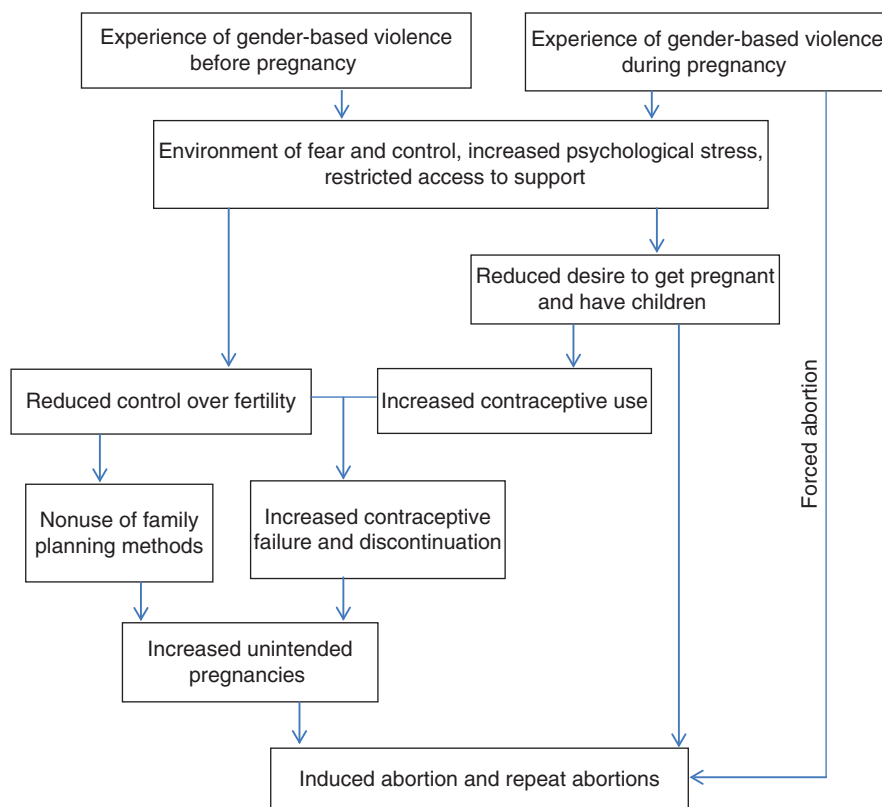 Experience of gender-based violence
before pregnancy
Experience of gender-based violence
during pregnancy
Environment of fear and control, increased psychological stress,
restricted access to support
Reduced desire to get pregnant
and have children
Reduced control over fertility
Increased contraceptive use
Forced abortion
Nonuse of family
planning methods
Increased contraceptive
failure and discontinuation
Increased unintended
pregnancies
Induced abortion and repeat abortions